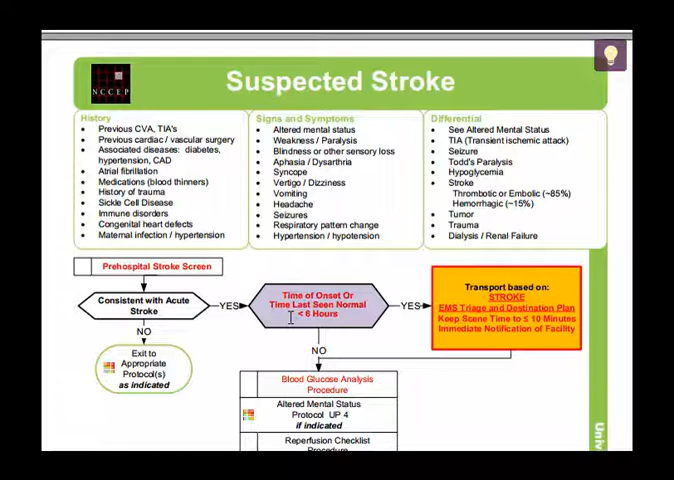 NCCEP
Suspected Stroke
History
Previous CVA, TIA's
Previous cardiac / vascular surgery
Associated diseases: diabetes,
hypertension, CAD
Atrial fibrillation
Medications (blood thinners)
History of trauma
Sickle Cell Disease
Immune disorders
Congenital heart defects
Maternal infection / hypertension
Signs and Symptoms
Altered mental status
Weakness / Paralysis
Blindness or other sensory loss
Aphasia / Dysarthria
Syncope
Vertigo / Dizziness
Vomiting
Headache
Seizures
Respiratory pattern change
Hypertension / hypotension
Differential
See Altered Mental Status
TIA (Transient ischemic attack)
Seizure
Todd's Paralysis
Hypoglycemia
Stroke
Thrombotic or Embolic (~85%)
Hemorrhagic (~15%)
Tumor
Trauma
Dialysis / Renal Failure
Prehospital Stroke Screen
Consistent with Acute
Stroke
YES
Time of Onset Or
Time Last Seen Normal
< 6 Hours
YES
Transport based on:
STROKE
EMS Triage and Destination Plan
Keep Scene Time to ≤ 10 Minutes
Immediate Notification of Facility
NO
Exit to
Appropriate
Protocol(s)
as indicated
NO
Blood Glucose Analysis
Procedure
Altered Mental Status
Protocol UP 4
if indicated
Reperfusion Checklist
Procedure